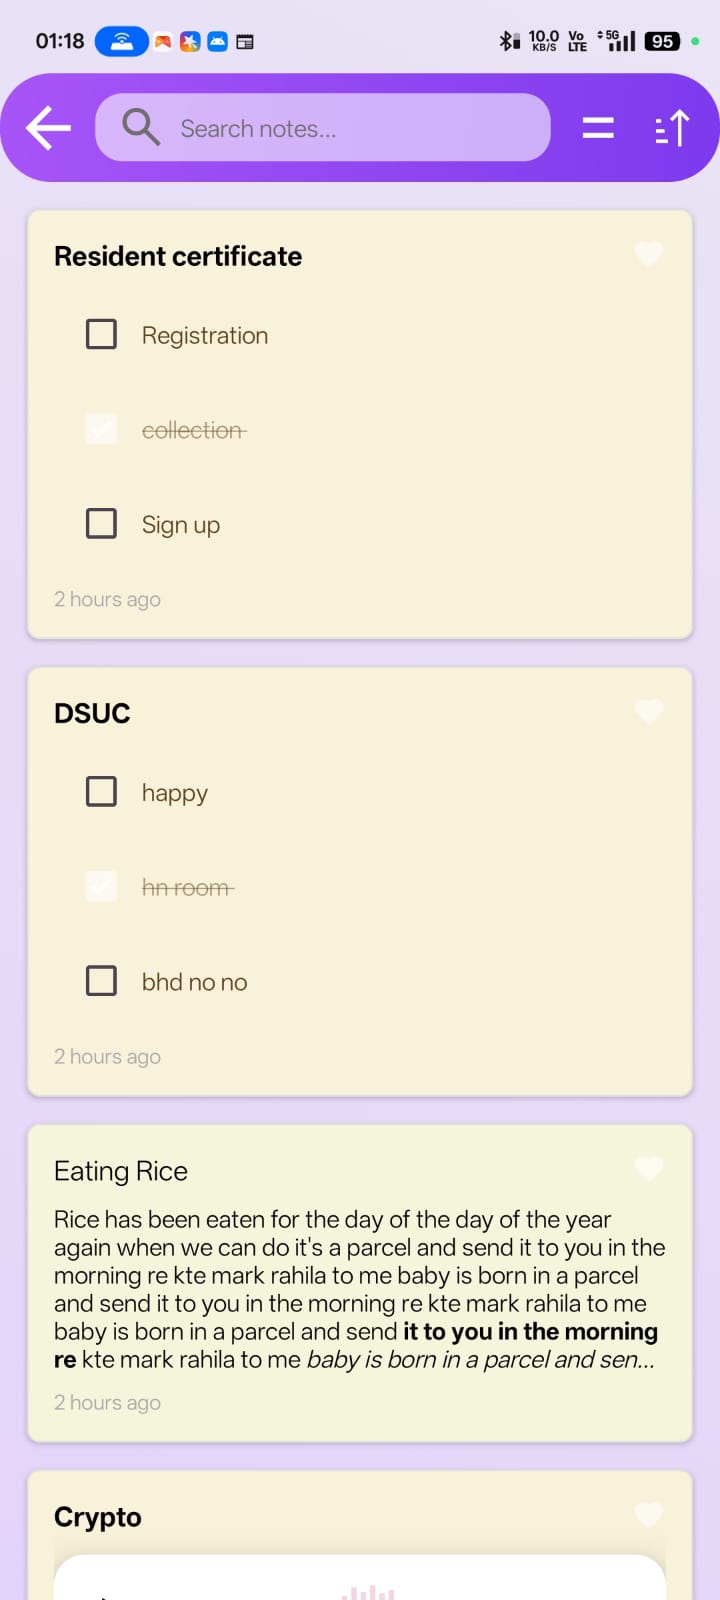 01:18 10.0 KB/S Vo LTE 5G 95
Search notes...
Resident certificate
Registration
collection
Sign up
2 hours ago
DSUC
happy
hn room
bhd no no
2 hours ago
Eating Rice
Rice has been eaten for the day of the day of the year
again when we can do it's a parcel and send it to you in the
morning re kte mark rahila to me baby is born in a parcel
and send it to you in the morning re kte mark rahila to me
baby is born in a parcel and send it to you in the morning
re kte mark rahila to me baby is born in a parcel and sen...
2 hours ago
Crypto